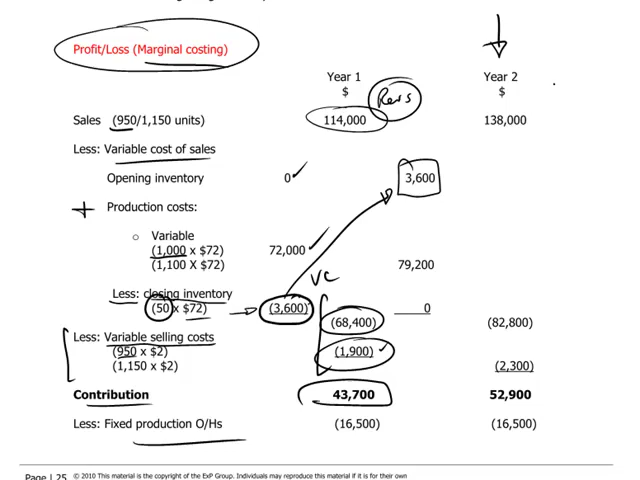 Profit/Loss (Marginal costing)
Year 1 Year 2
$ $
Revs
Sales (950/1,150 units) 114,000 138,000
Less: Variable cost of sales
Opening inventory 0 3,600
+ Production costs:
o Variable
(1,000 x $72) 72,000
(1,100 X $72) 79,200
VC
Less: closing inventory
(50 x $72) (3,600) 0
(68,400) (82,800)
Less: Variable selling costs
(950 x $2) (1,900)
(1,150 x $2) (2,300)
Contribution 43,700 52,900
Less: Fixed production O/Hs (16,500) (16,500)
Page | 25 © 2010 This material is the copyright of the ExP Group. Individuals may reproduce this material if it is for their own